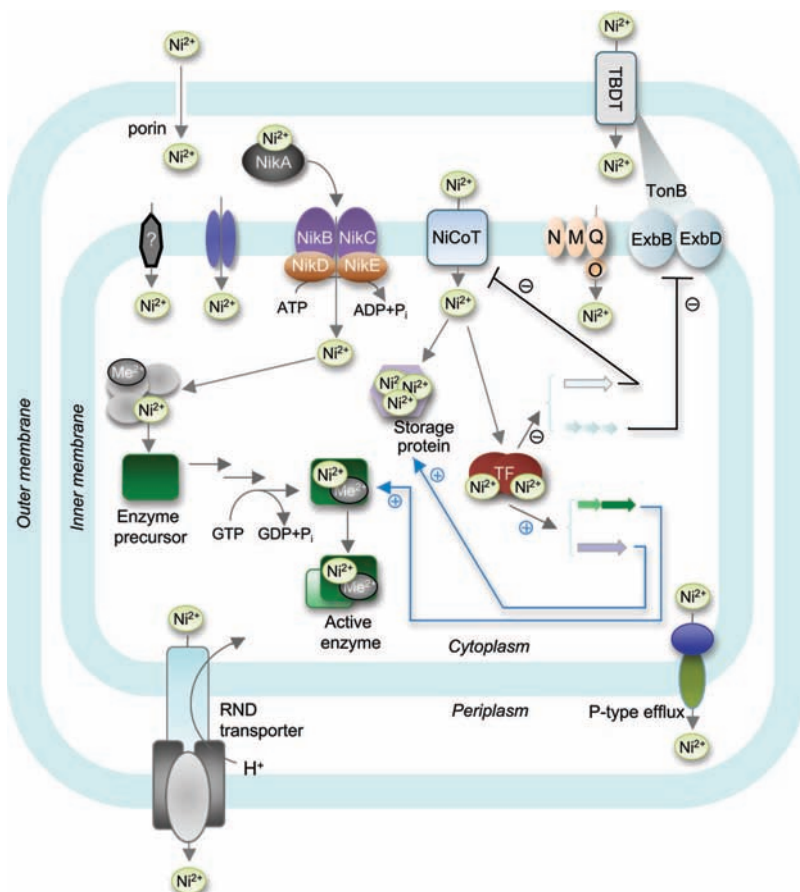 Ni²⁺
Ni²⁺
TBDT
porin
Ni²⁺
Ni²⁺
NikA
Ni²⁺
Ni²⁺
TonB
?
NikB NikC
NikD NikE
NiCoT
N M Q
O
ExbB ExbD
Ni²⁺
Ni²⁺
ATP
ADP+Pi
Ni²⁺
Ni²⁺
⊖
⊖
Ni²⁺
Me²⁺
Ni²⁺
Ni²⁺
Ni²⁺
Ni²⁺
Storage
protein
⊖
TF
Ni²⁺ Ni²⁺
⊕
⊕
⊕
Enzyme
precursor
GTP
GDP+Pi
Ni²⁺
Me²⁺
Ni²⁺
Me²⁺
Active
enzyme
Outer membrane
Inner membrane
Cytoplasm
Periplasm
Ni²⁺
RND
transporter
H⁺
Ni²⁺
Ni²⁺
P-type efflux
Ni²⁺